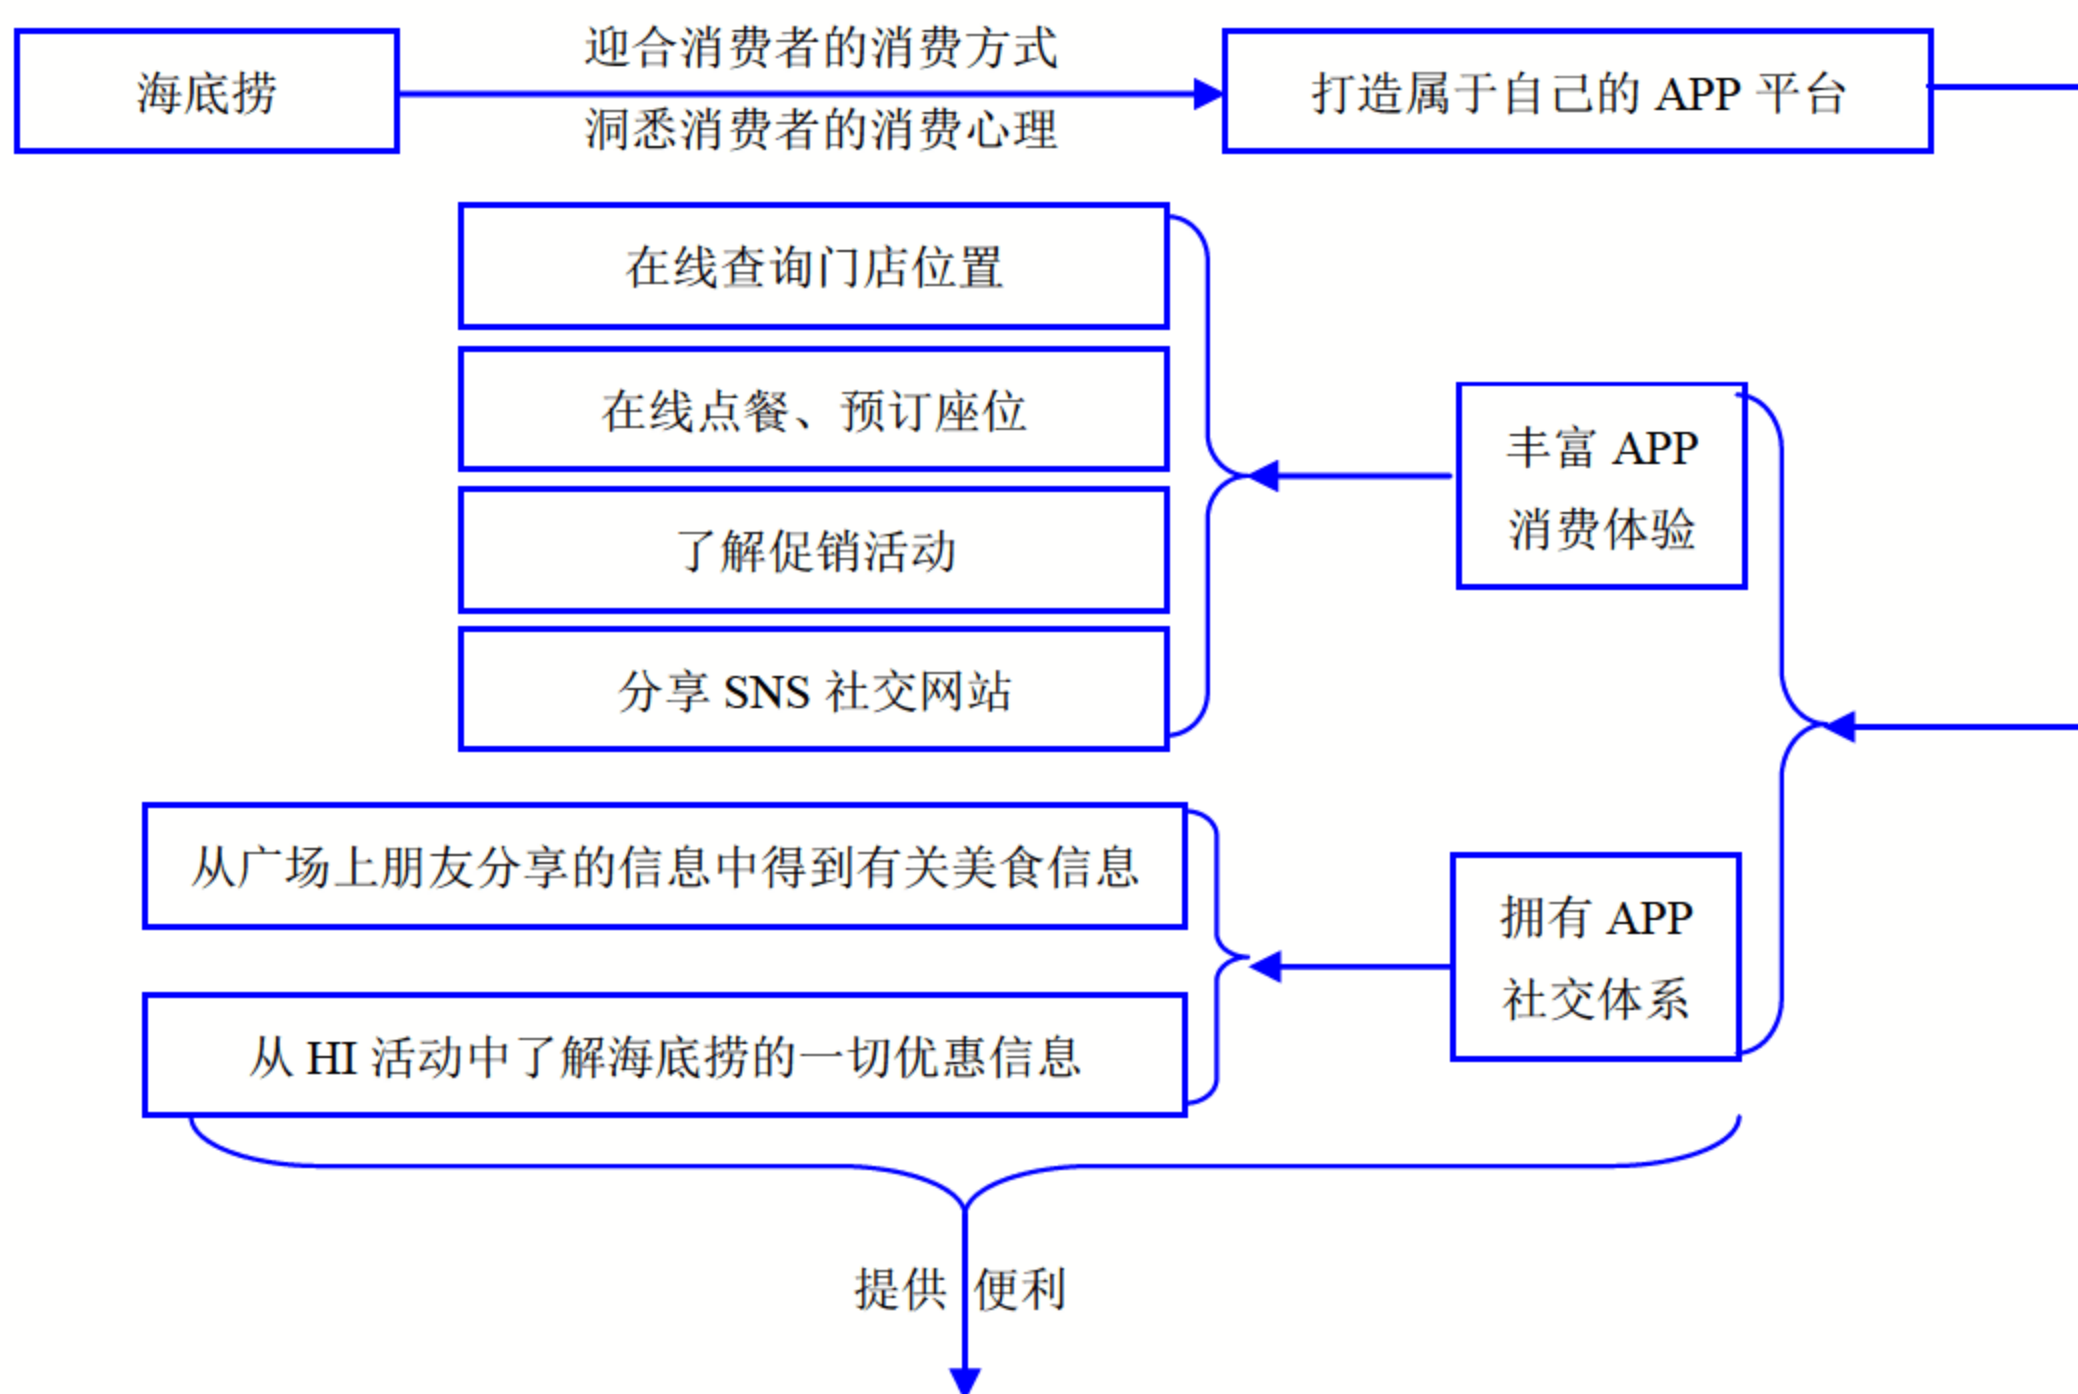 海底捞
迎合消费者的消费方式
洞悉消费者的消费心理
打造属于自己的 APP 平台
在线查询门店位置
在线点餐、预订座位
了解促销活动
分享 SNS 社交网站
丰富 APP
消费体验
从广场上朋友分享的信息中得到有关美食信息
从 HI 活动中了解海底捞的一切优惠信息
拥有 APP
社交体系
提供 便利